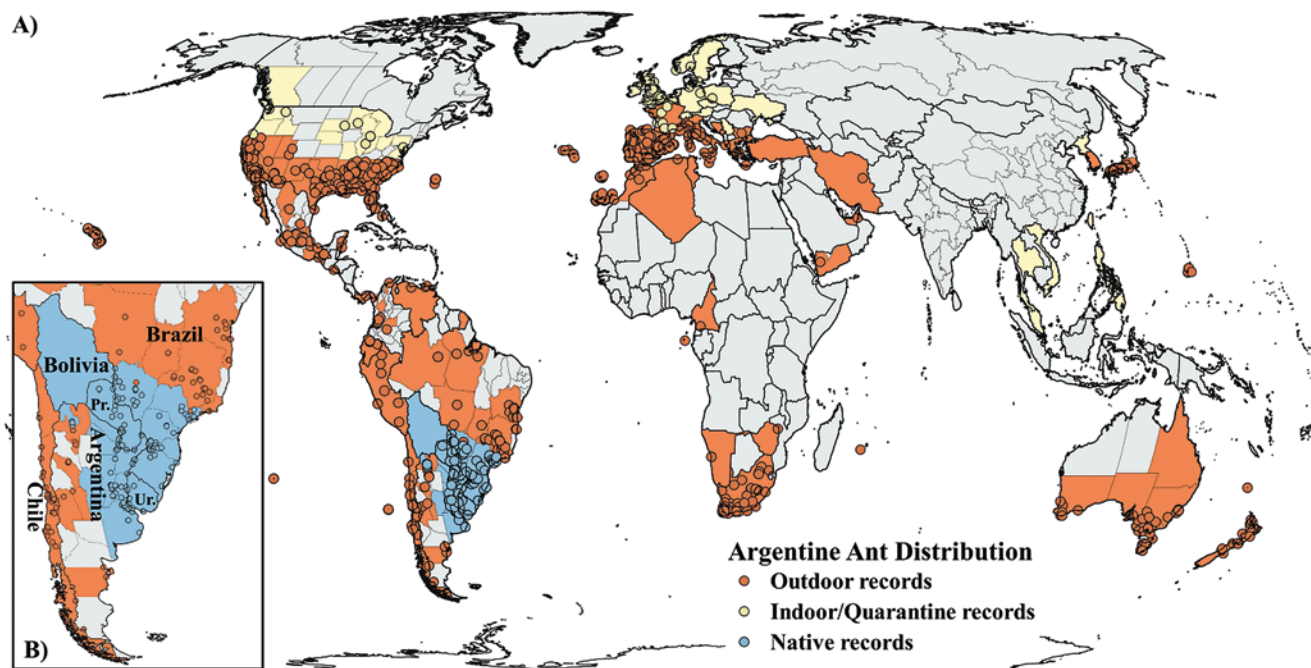 A)
Brazil
Bolivia
Pr.
Argentina
Ur.
Chile
B)
Argentine Ant Distribution
Outdoor records
Indoor/Quarantine records
Native records